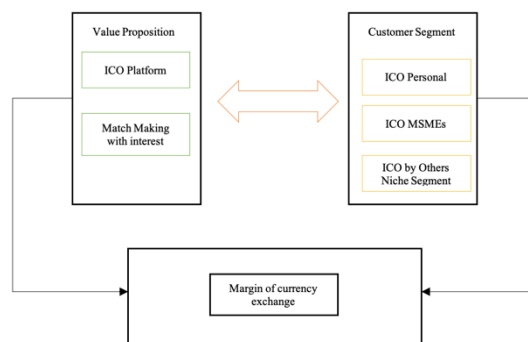 Value Proposition
ICO Platform
Match Making
with interest
Customer Segment
ICO Personal
ICO MSMEs
ICO by Others
Niche Segment
Margin of currency
exchange